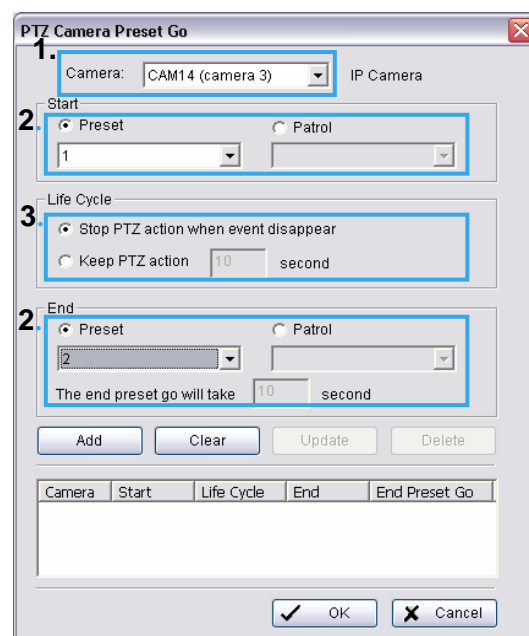 PTZ Camera Preset Go
1.
Camera: CAM14 (camera 3) IP Camera
Start
2.
Preset Patrol
1
Life Cycle
3.
Stop PTZ action when event disappear
Keep PTZ action 10 second
End
2.
Preset Patrol
2
The end preset go will take 10 second
Add Clear Update Delete
Camera Start Life Cycle End End Preset Go
OK Cancel